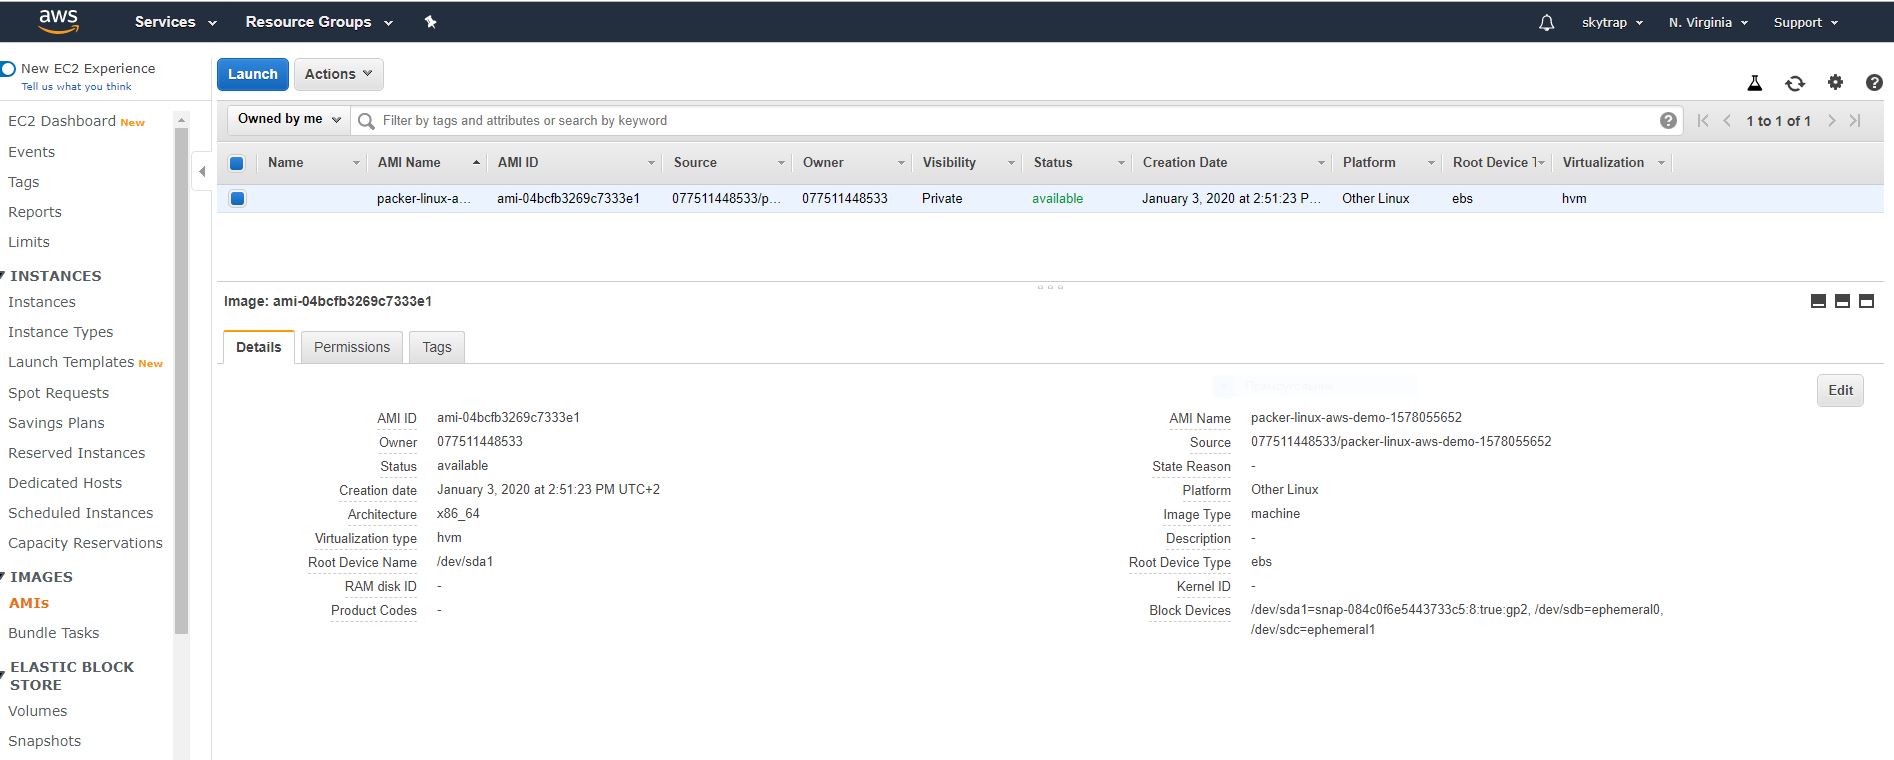 aws Services Resource Groups skytrap N. Virginia Support
New EC2 Experience
Tell us what you think
EC2 Dashboard New
Events
Tags
Reports
Limits
INSTANCES
Instances
Instance Types
Launch Templates New
Spot Requests
Savings Plans
Reserved Instances
Dedicated Hosts
Scheduled Instances
Capacity Reservations
IMAGES
AMIs
Bundle Tasks
ELASTIC BLOCK
STORE
Volumes
Snapshots
Launch Actions
Owned by me Filter by tags and attributes or search by keyword 1 to 1 of 1
Name AMI Name AMI ID Source Owner Visibility Status Creation Date Platform Root Device T Virtualization
packer-linux-a... ami-04bcfb3269c7333e1 077511448533/p... 077511448533 Private available January 3, 2020 at 2:51:23 P... Other Linux ebs hvm
Image: ami-04bcfb3269c7333e1
Details Permissions Tags
Edit
AMI ID ami-04bcfb3269c7333e1
Owner 077511448533
Status available
Creation date January 3, 2020 at 2:51:23 PM UTC+2
Architecture x86_64
Virtualization type hvm
Root Device Name /dev/sda1
RAM disk ID -
Product Codes -
AMI Name packer-linux-aws-demo-1578055652
Source 077511448533/packer-linux-aws-demo-1578055652
State Reason -
Platform Other Linux
Image Type machine
Description -
Root Device Type ebs
Kernel ID -
Block Devices /dev/sda1=snap-084c0f6e5443733c5:8:true:gp2, /dev/sdb=ephemeral0,
/dev/sdc=ephemeral1